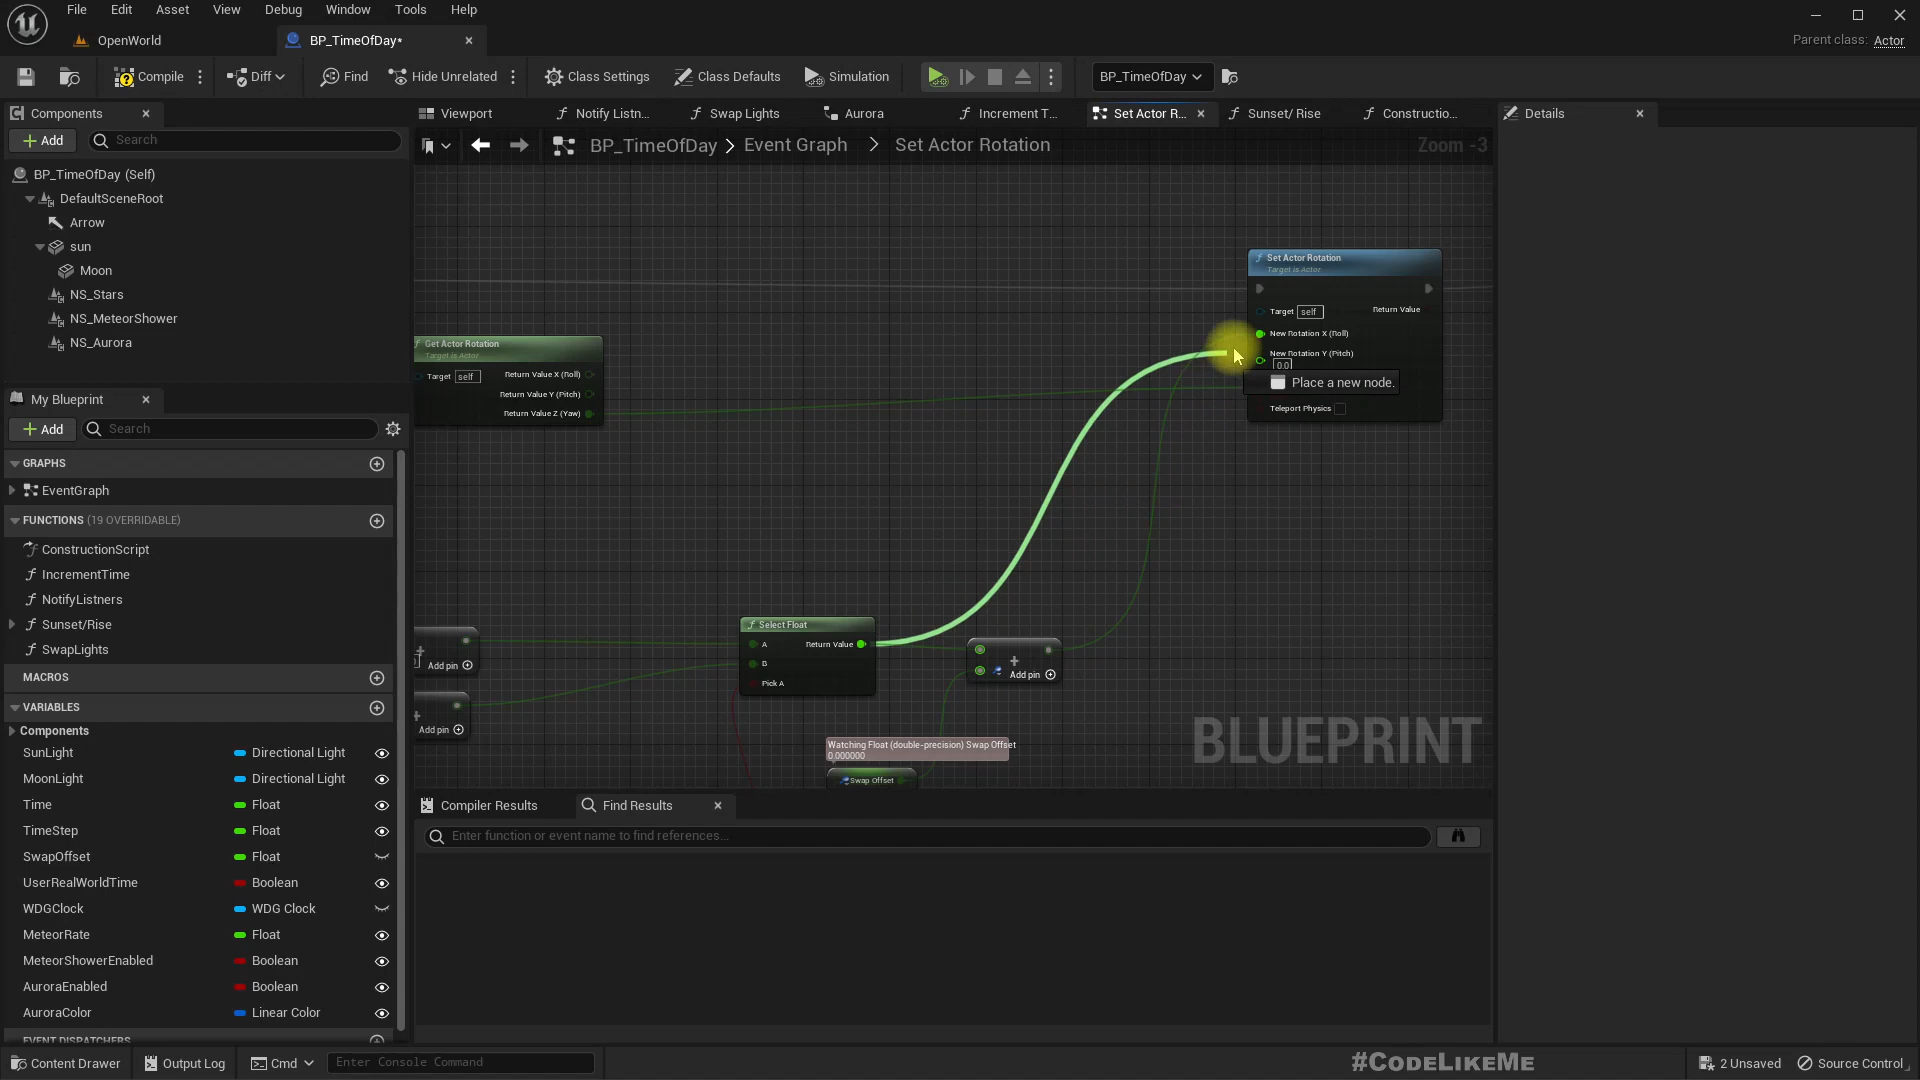 File Edit Asset View Debug Window Tools Help
OpenWorld
BP_TimeOfDay*
Parent class: Actor
Compile
Diff
Find
Hide Unrelated
Class Settings
Class Defaults
Simulation
BP_TimeOfDay
Components
Add
Search
BP_TimeOfDay (Self)
DefaultSceneRoot
Arrow
sun
Moon
NS_Stars
NS_MeteorShower
NS_Aurora
My Blueprint
Add
Search
GRAPHS
EventGraph
FUNCTIONS (19 OVERRIDABLE)
ConstructionScript
IncrementTime
NotifyListners
Sunset/Rise
SwapLights
MACROS
VARIABLES
Components
SunLight Directional Light
MoonLight Directional Light
Time Float
TimeStep Float
SwapOffset Float
UserRealWorldTime Boolean
WDGClock WDG Clock
MeteorRate Float
MeteorShowerEnabled Boolean
AuroraEnabled Boolean
AuroraColor Linear Color
EVENT DISPATCHERS
Viewport
Notify Listn...
Swap Lights
Aurora
Increment T...
Set Actor R...
Sunset/ Rise
Constructio...
BP_TimeOfDay > Event Graph > Set Actor Rotation
Zoom -3
Get Actor Rotation
Target is Actor
Target self
Return Value X (Roll)
Return Value Y (Pitch)
Return Value Z (Yaw)
Set Actor Rotation
Target is Actor
Target self
Return Value
New Rotation X (Roll)
New Rotation Y (Pitch)
0.0
Place a new node.
Teleport Physics
Add pin
Add pin
Select Float
A
Return Value
B
Pick A
Add pin
Watching Float (double-precision) Swap Offset
0.000000
Swap Offset
BLUEPRINT
Compiler Results
Find Results
Enter function or event name to find references...
Details
Content Drawer
Output Log
Cmd
Enter Console Command
#CODELIKEME
2 Unsaved
Source Control